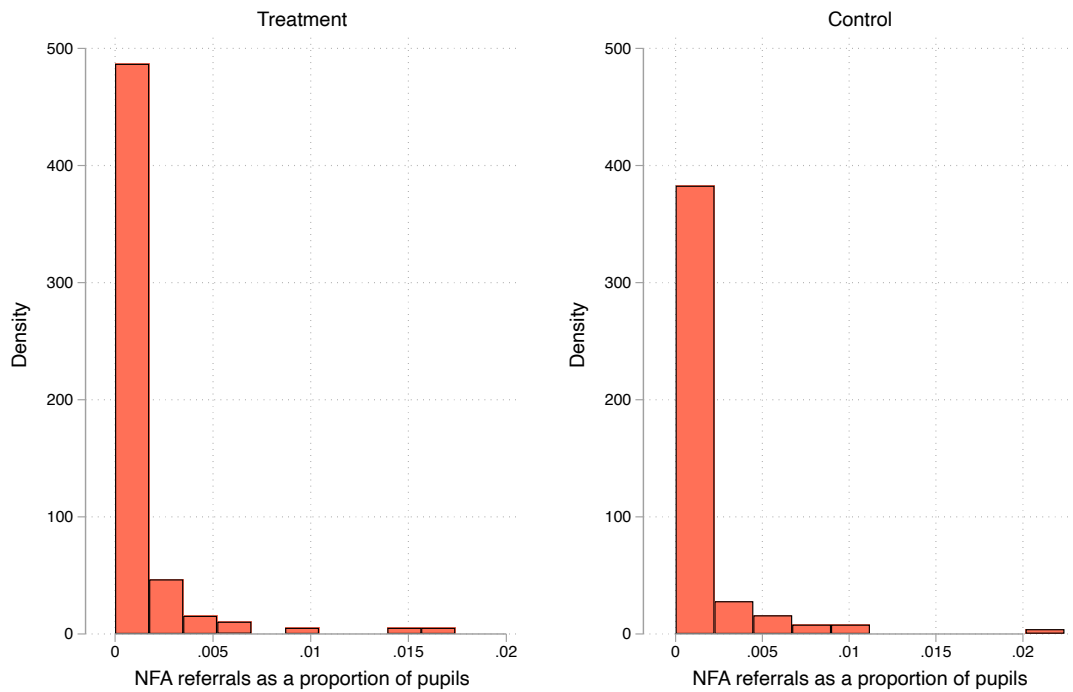 Treatment
500
400
300
200
100
0
Density
0 .005 .01 .015 .02
NFA referrals as a proportion of pupils
Control
500
400
300
200
100
0
Density
0 .005 .01 .015 .02
NFA referrals as a proportion of pupils